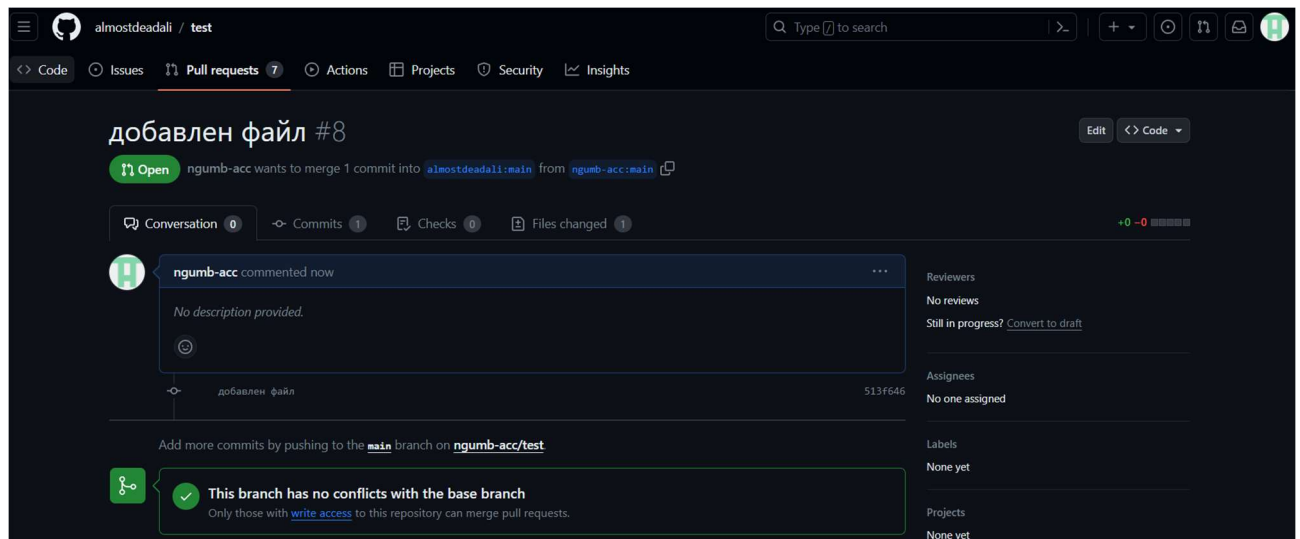 almostdeadali / test
Type / to search
Code
Issues
Pull requests 7
Actions
Projects
Security
Insights
добавлен файл #8
Edit
Code
Open
ngumb-acc wants to merge 1 commit into almostdeadali:main from ngumb-acc:main
Conversation 0
Commits 1
Checks 0
Files changed 1
+0 −0
ngumb-acc commented now
No description provided.
добавлен файл
513f646
Add more commits by pushing to the main branch on ngumb-acc/test.
This branch has no conflicts with the base branch
Only those with write access to this repository can merge pull requests.
Reviewers
No reviews
Still in progress? Convert to draft
Assignees
No one assigned
Labels
None yet
Projects
None yet